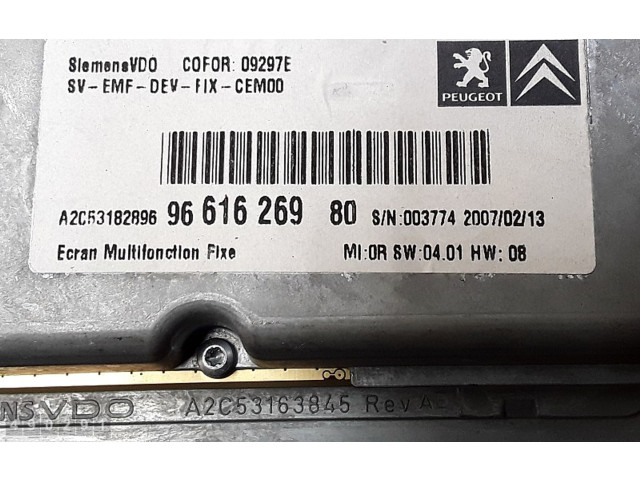 SiemensVDO COFOR: 09297E
SV-EMF-DEV-FIX-CEM00
PEUGEOT
A2C53182896 96 616 269 80 S/N:003774 2007/02/13
Ecran Multifonction Fixe MI:0R SW:04.01 HW:08
NSVDO A2C53163845 Rev A2